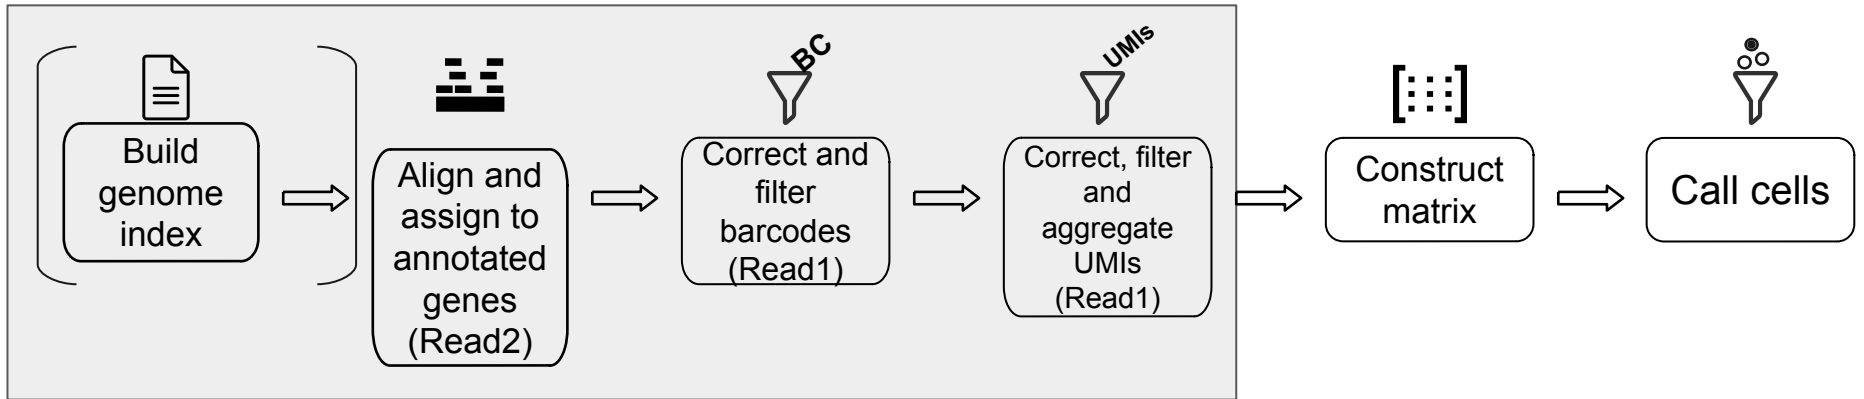 Build
genome
index
Align and
assign to
annotated
genes
(Read2)
BC
Correct and
filter
barcodes
(Read1)
UMIs
Correct, filter
and
aggregate
UMIs
(Read1)
Construct
matrix
Call cells